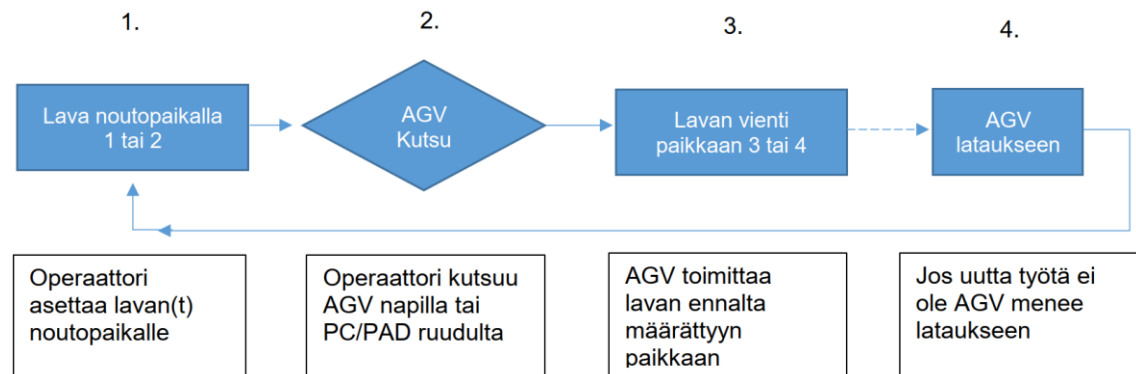 1.
2.
3.
4.
Lava noutopaikalla
1 tai 2
AGV
Kutsu
Lavan vienti
paikkaan 3 tai 4
AGV
lataukseen
Operaattori
asettaa lavan(t)
noutopaikalle
Operaattori kutsuu
AGV napilla tai
PC/PAD ruudulta
AGV toimittaa
lavan ennalta
määrättyyn
paikkaan
Jos uutta työtä ei
ole AGV menee
lataukseen